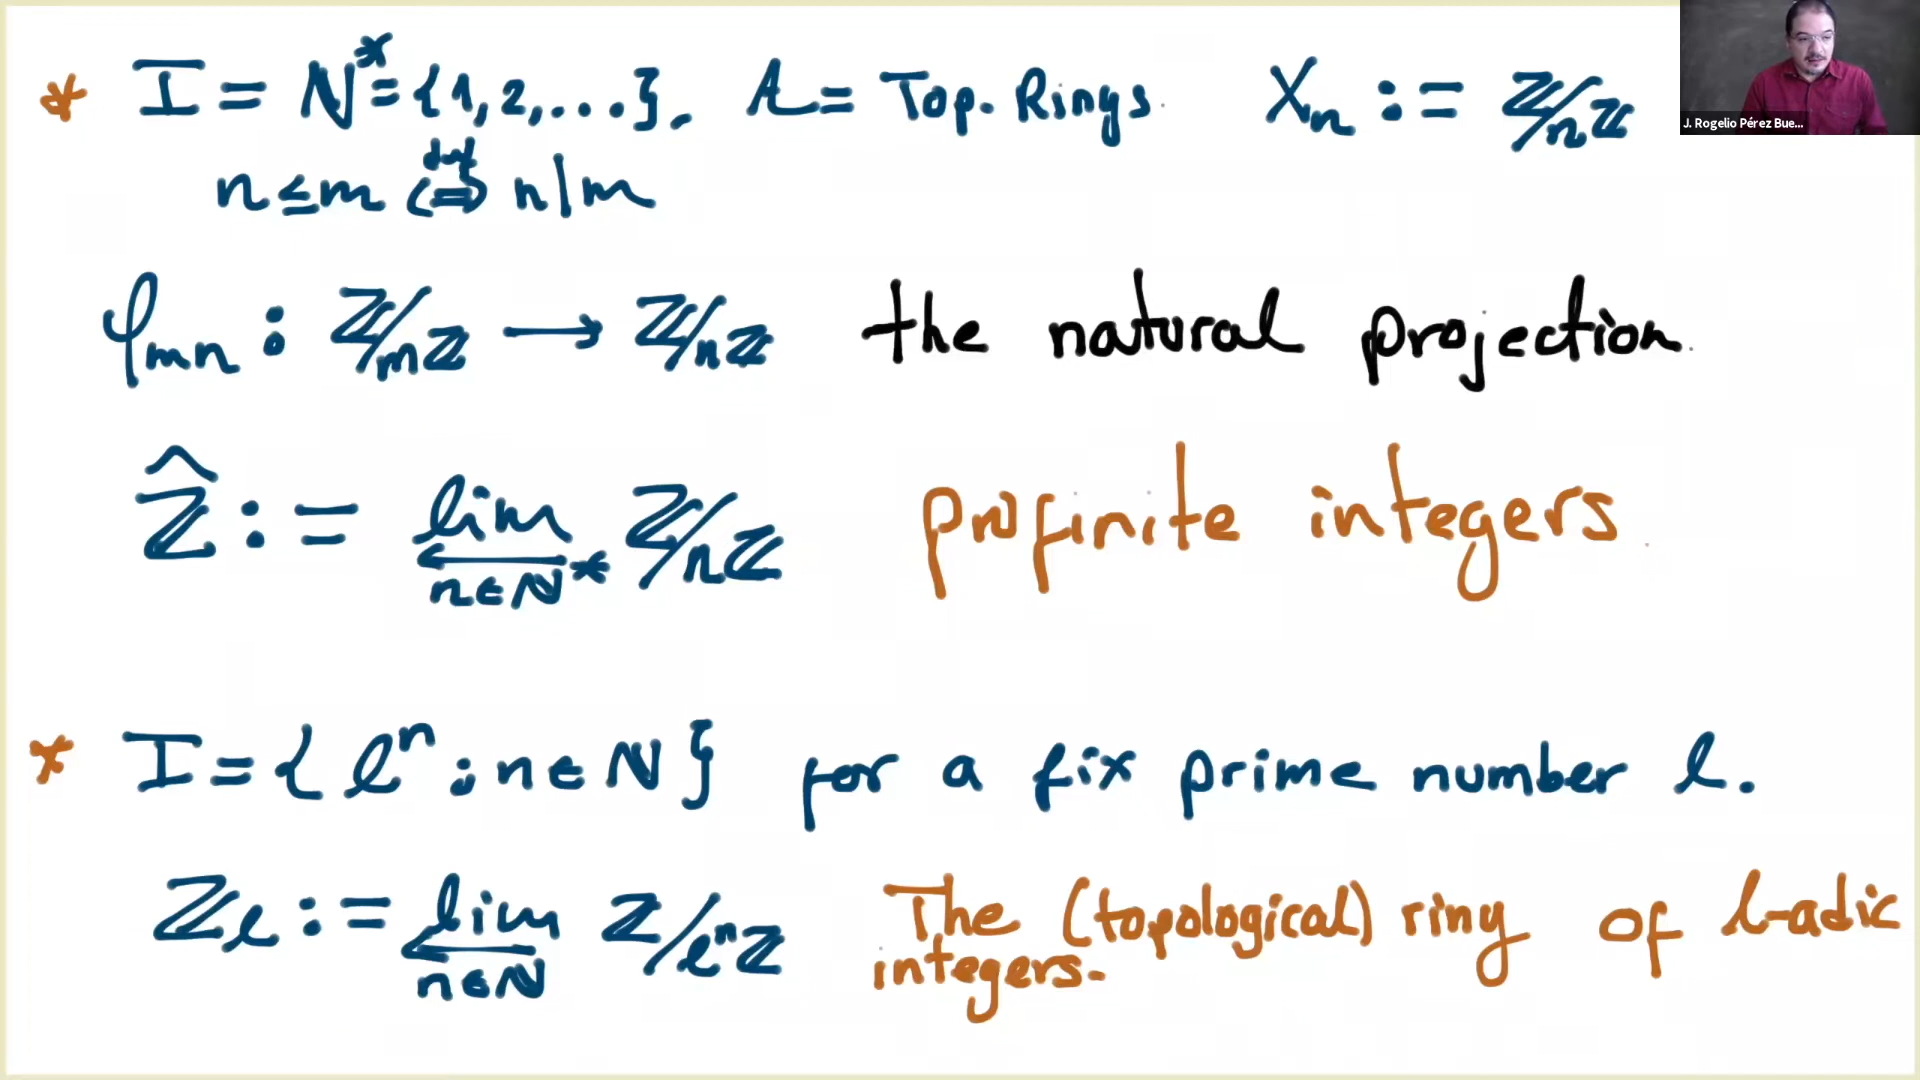 * I = ℕ* = {1, 2, ...}. A = Top. Rings. Xₙ := ℤ/nℤ
n ≤ m ⟺(def) n|m
φₘₙ : ℤ/mℤ → ℤ/nℤ the natural projection.
ℤ̂ := lim← n∈ℕ* ℤ/nℤ profinite integers.
* I = {ℓⁿ : n ∈ ℕ} for a fix prime number ℓ.
ℤ_ℓ := lim← n∈ℕ ℤ/ℓⁿℤ The (topological) ring of ℓ-adic
integers.
J. Rogelio Pérez Bue...